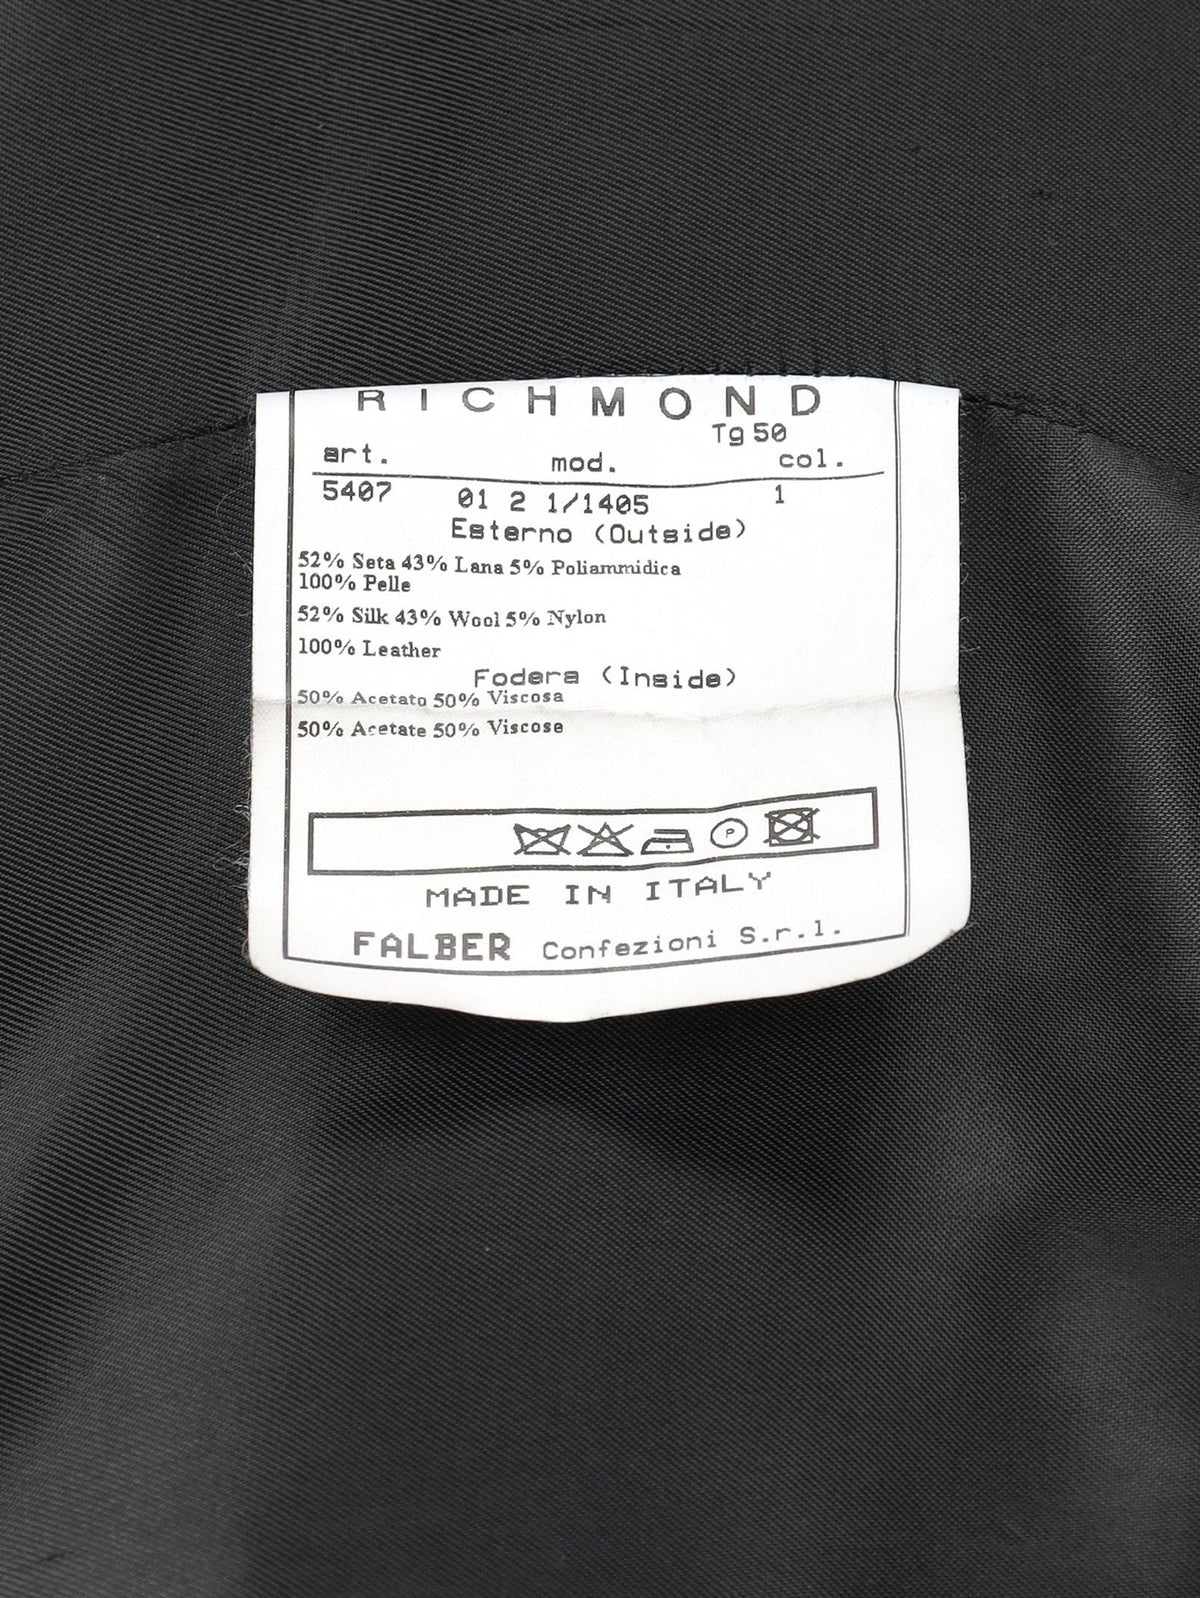 RICHMOND
Tg 50
art. mod. col.
5407 01 2 1/1405 1
Esterno (Outside)
52% Seta 43% Lana 5% Poliammidica
100% Pelle
52% Silk 43% Wool 5% Nylon
100% Leather
Fodera (Inside)
50% Acetato 50% Viscosa
50% Acetate 50% Viscose
P
MADE IN ITALY
FALBER Confezioni S.r.l.